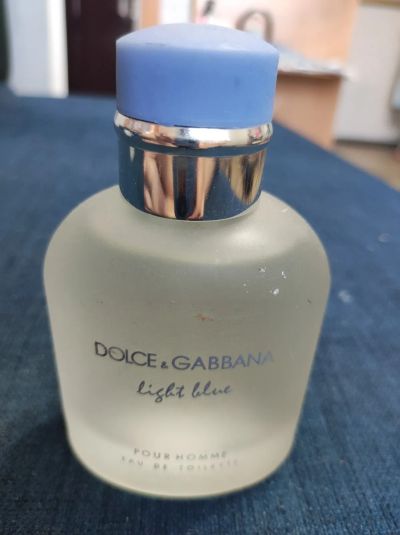 DOLCE & GABBANA
light blue
POUR HOMME
EAU DE TOILETTE